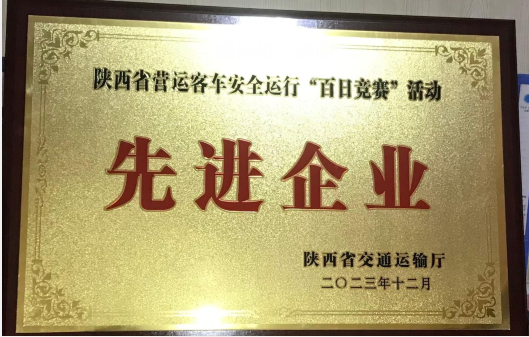 陕西省营运客车安全运行“百日竞赛”活动
先进企业
陕西省交通运输厅
二〇二三年十二月